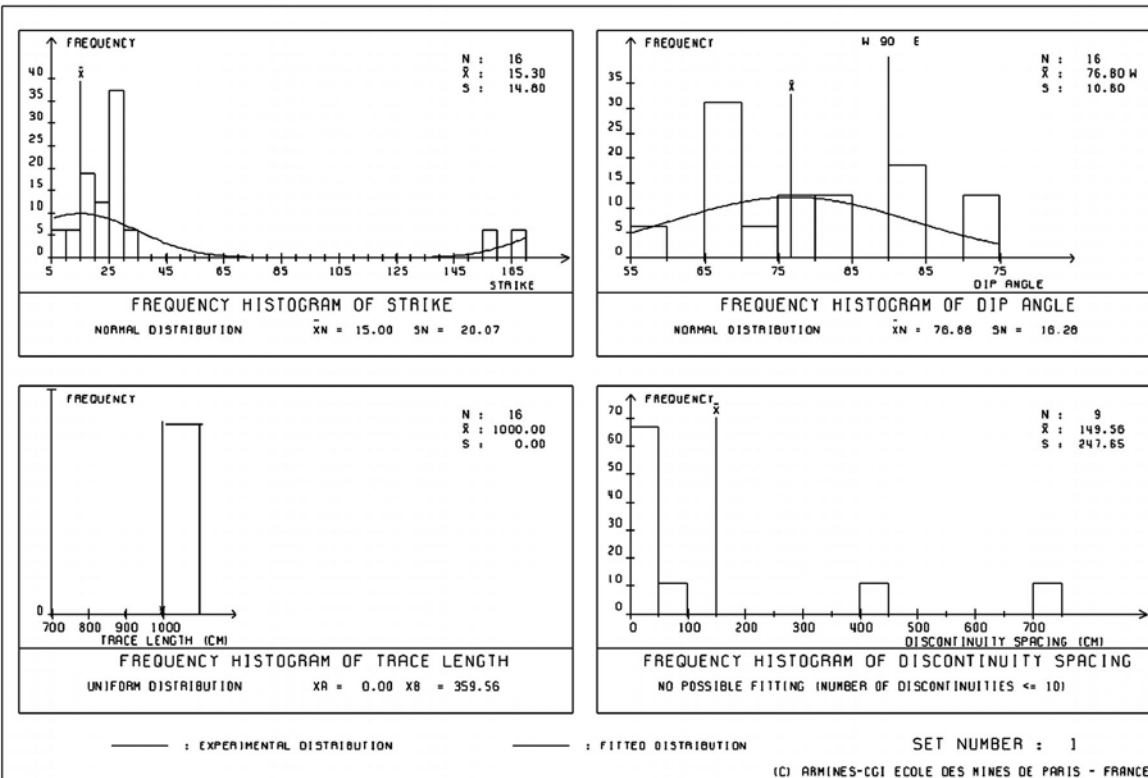 FREQUENCY
N : 16
X̄ : 15.30
S : 14.80
X̄
40
35
30
25
20
15
10
5
0
5 25 45 65 85 105 125 145 165
STRIKE
FREQUENCY HISTOGRAM OF STRIKE
NORMAL DISTRIBUTION X̄N = 15.00 SN = 20.07
FREQUENCY
W 90 E
N : 16
X̄ : 76.80 W
S : 10.80
X̄
35
30
25
20
15
10
5
0
55 65 75 85 85 75
DIP ANGLE
FREQUENCY HISTOGRAM OF DIP ANGLE
NORMAL DISTRIBUTION X̄N = 76.88 SN = 16.26
FREQUENCY
N : 16
X̄ : 1000.00
S : 0.00
0
700 800 900 1000
TRACE LENGTH (CM)
FREQUENCY HISTOGRAM OF TRACE LENGTH
UNIFORM DISTRIBUTION XA = 0.00 XB = 359.56
FREQUENCY
N : 9
X̄ : 149.56
S : 247.65
X̄
70
60
50
40
30
20
10
0
0 100 200 300 400 500 600 700
DISCONTINUITY SPACING (CM)
FREQUENCY HISTOGRAM OF DISCONTINUITY SPACING
NO POSSIBLE FITTING (NUMBER OF DISCONTINUITIES <= 10)
: EXPERIMENTAL DISTRIBUTION : FITTED DISTRIBUTION SET NUMBER : 1
(C) ARMINES-CGI ECOLE DES MINES DE PARIS - FRANCE